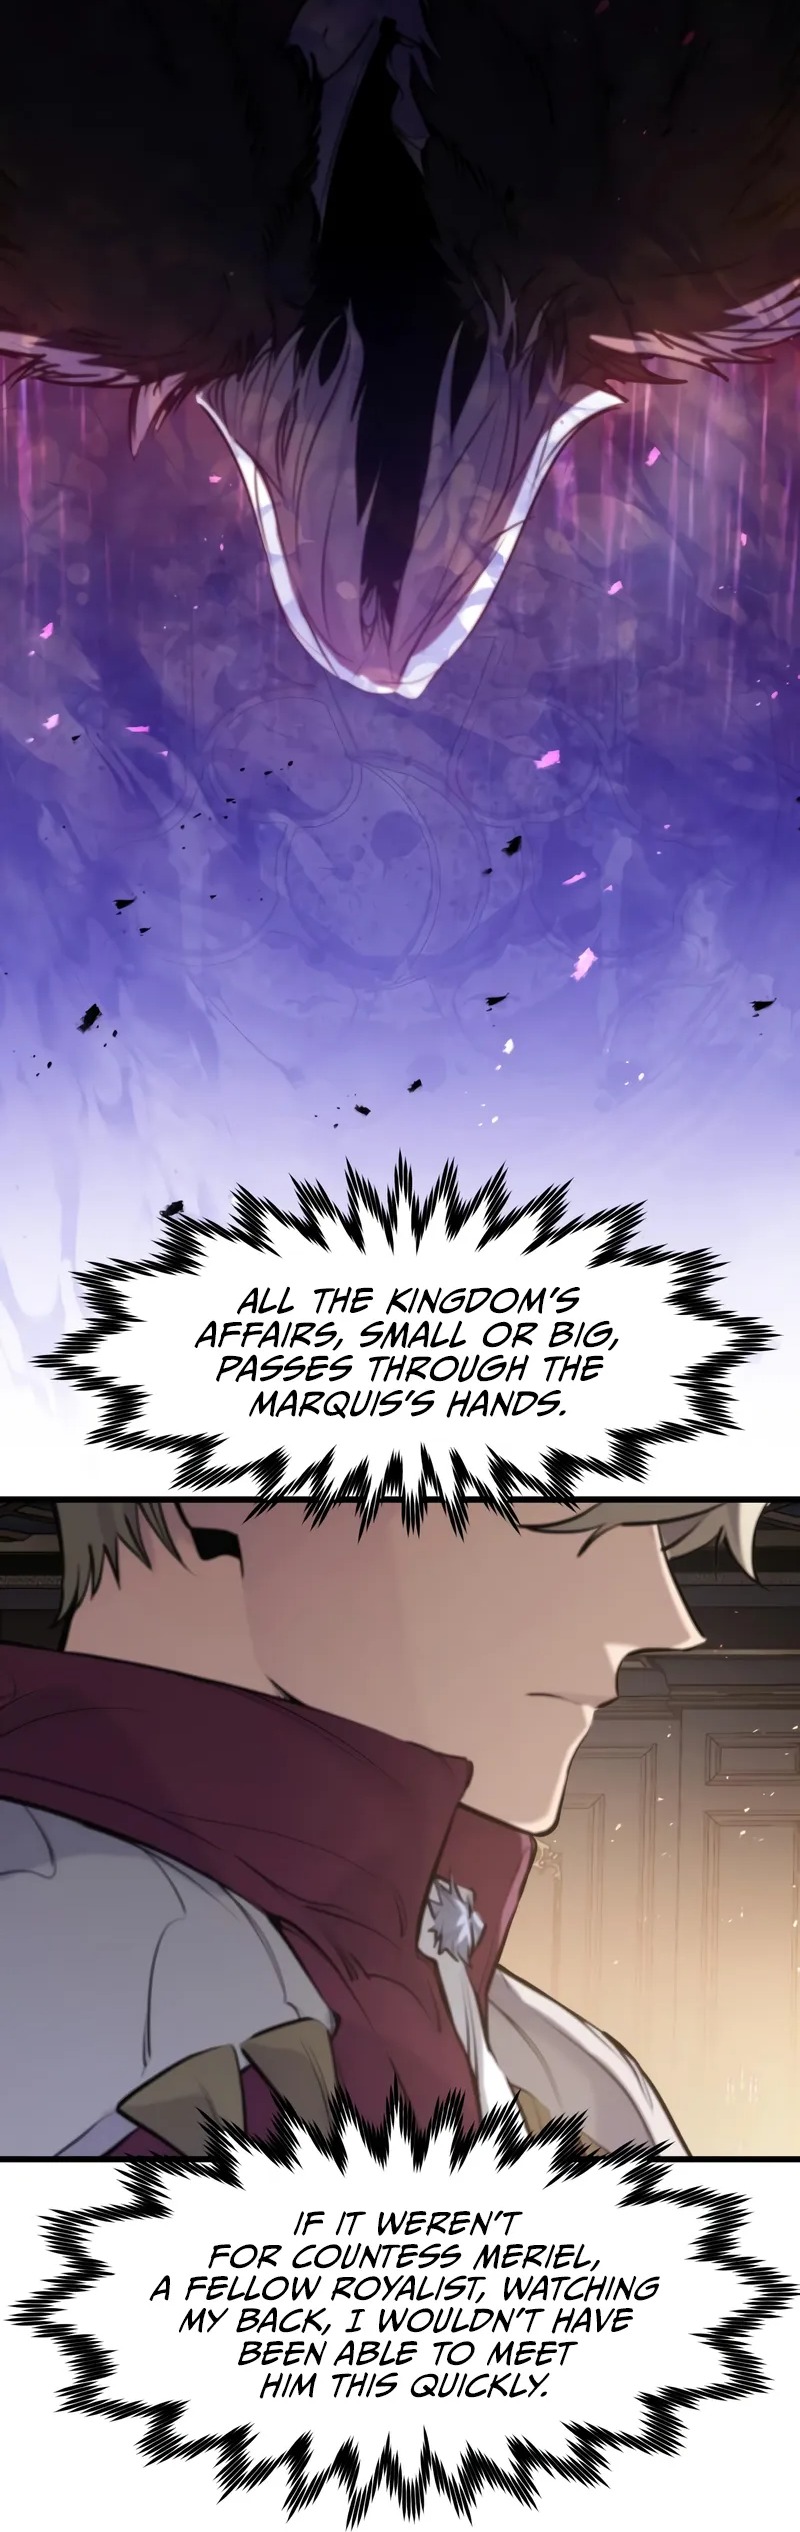 ALL THE KINGDOM'S
AFFAIRS, SMALL OR BIG,
PASSES THROUGH THE
MARQUIS'S HANDS.
IF IT WEREN'T
FOR COUNTESS MERIEL,
A FELLOW ROYALIST, WATCHING
MY BACK, I WOULDN'T HAVE
BEEN ABLE TO MEET
HIM THIS QUICKLY.